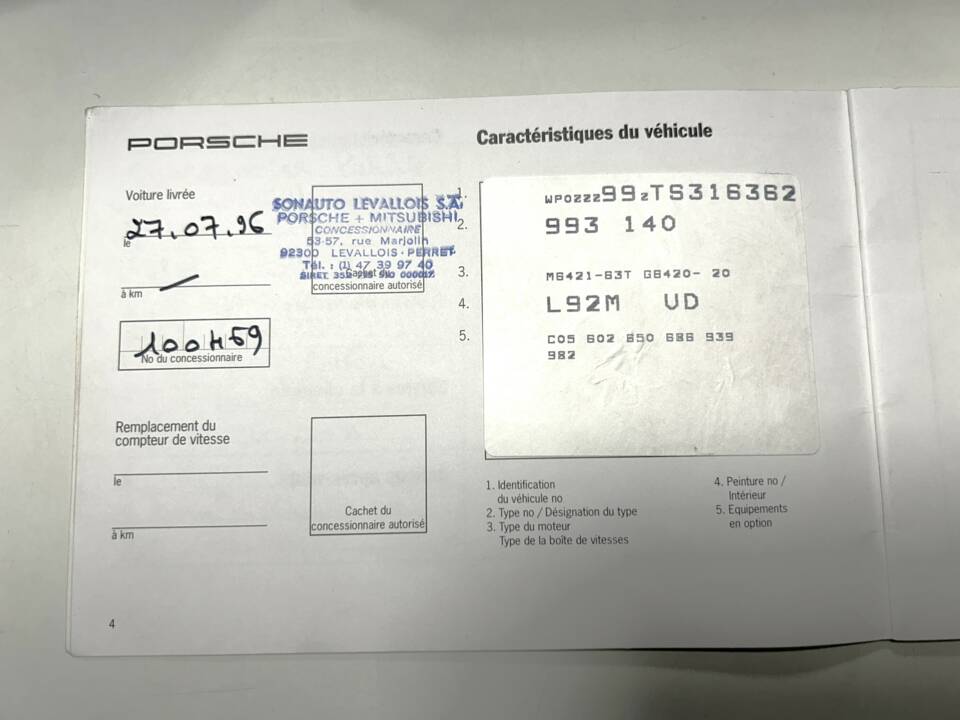 PORSCHE
Voiture livrée
27.07.96
le
à km
100459
No du concessionnaire
SONAUTO LEVALLOIS S.A.
PORSCHE + MITSUBISHI
CONCESSIONNAIRE
53-57, rue Marjolin
92300 LEVALLOIS-PERRET
Tél. : (1) 47 39 97 40
SIRET
Cachet du
concessionnaire autorisé
Remplacement du
compteur de vitesse
le
à km
Cachet du
concessionnaire autorisé
4
Caractéristiques du véhicule
1. WP0ZZZ99ZTS316362
2. 993 140
3. M6421-63T G6420- 20
4. L92M VD
5. C05 602 650 686 939
982
1. Identification
du véhicule no
2. Type no / Désignation du type
3. Type du moteur
Type de la boîte de vitesses
4. Peinture no /
Intérieur
5. Equipements
en option